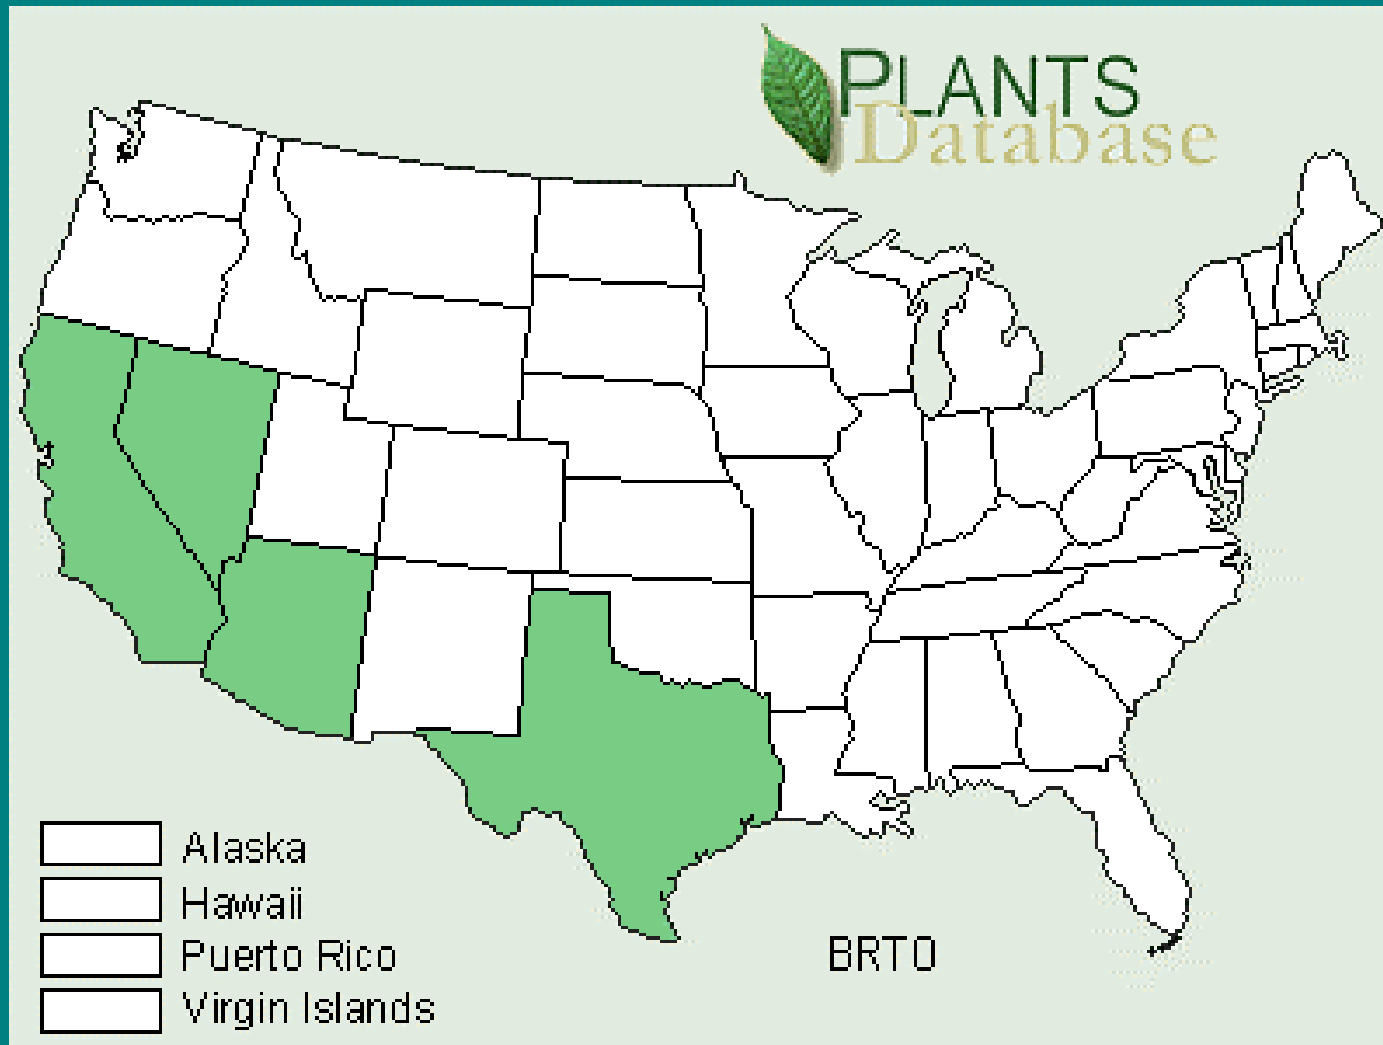 PLANTS
Database
Alaska
Hawaii
Puerto Rico
Virgin Islands
BRTO